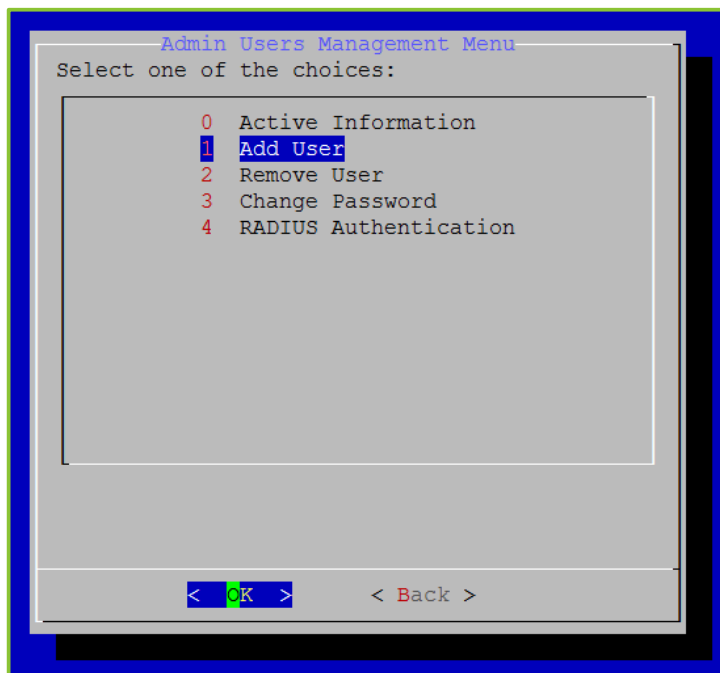 Admin Users Management Menu
Select one of the choices:
0 Active Information
1 Add User
2 Remove User
3 Change Password
4 RADIUS Authentication
< OK > < Back >